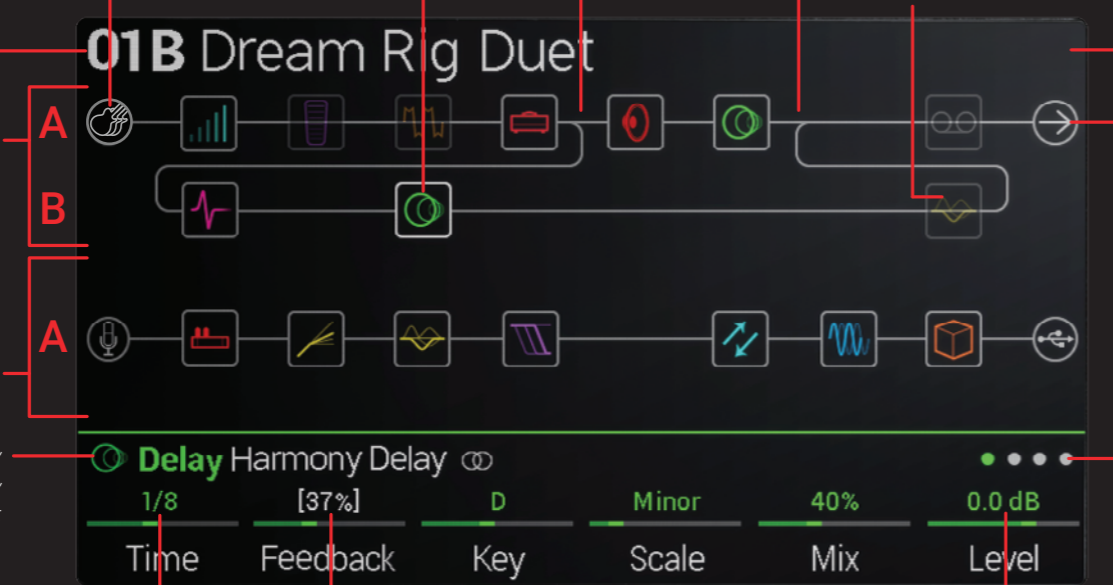 01B Dream Rig Duet
A
B
A
Delay Harmony Delay
1/8 [37%] D Minor 40% 0.0 dB
Time Feedback Key Scale Mix Level